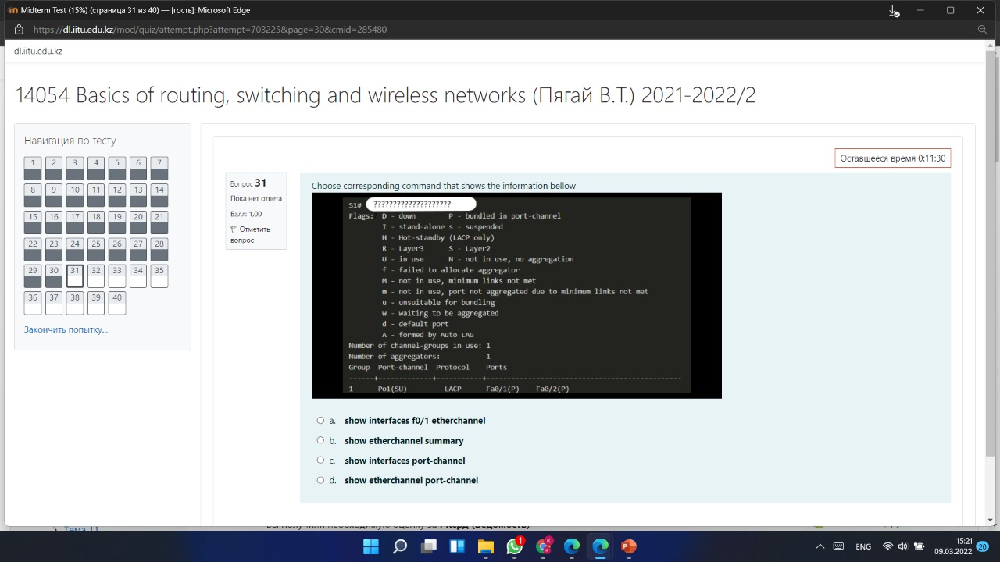 Midterm Test (15%) (страница 31 из 40) — [гость]: Microsoft Edge
https://dl.iitu.edu.kz/mod/quiz/attempt.php?attempt=703225&page=30&cmid=285480
dl.iitu.edu.kz
14054 Basics of routing, switching and wireless networks (Пягай В.Т.) 2021-2022/2
Навигация по тесту
1 2 3 4 5 6 7
8 9 10 11 12 13 14
15 16 17 18 19 20 21
22 23 24 25 26 27 28
29 30 31 32 33 34 35
36 37 38 39 40
Закончить попытку...
Оставшееся время 0:11:30
Вопрос 31
Пока нет ответа
Балл: 1,00
Отметить
вопрос
Choose corresponding command that shows the information bellow
S1# ????????????????????
Flags: D - down P - bundled in port-channel
I - stand-alone s - suspended
H - Hot-standby (LACP only)
R - Layer3 S - Layer2
U - in use N - not in use, no aggregation
f - failed to allocate aggregator
M - not in use, minimum links not met
m - not in use, port not aggregated due to minimum links not met
u - unsuitable for bundling
w - waiting to be aggregated
d - default port
A - formed by Auto LAG
Number of channel-groups in use: 1
Number of aggregators: 1
Group Port-channel Protocol Ports
------+-------------+-----------+-----------------------------------------------
1 Po1(SU) LACP Fa0/1(P) Fa0/2(P)
a. show interfaces f0/1 etherchannel
b. show etherchannel summary
c. show interfaces port-channel
d. show etherchannel port-channel
Тема 11
1
ENG
15:21
09.03.2022
20